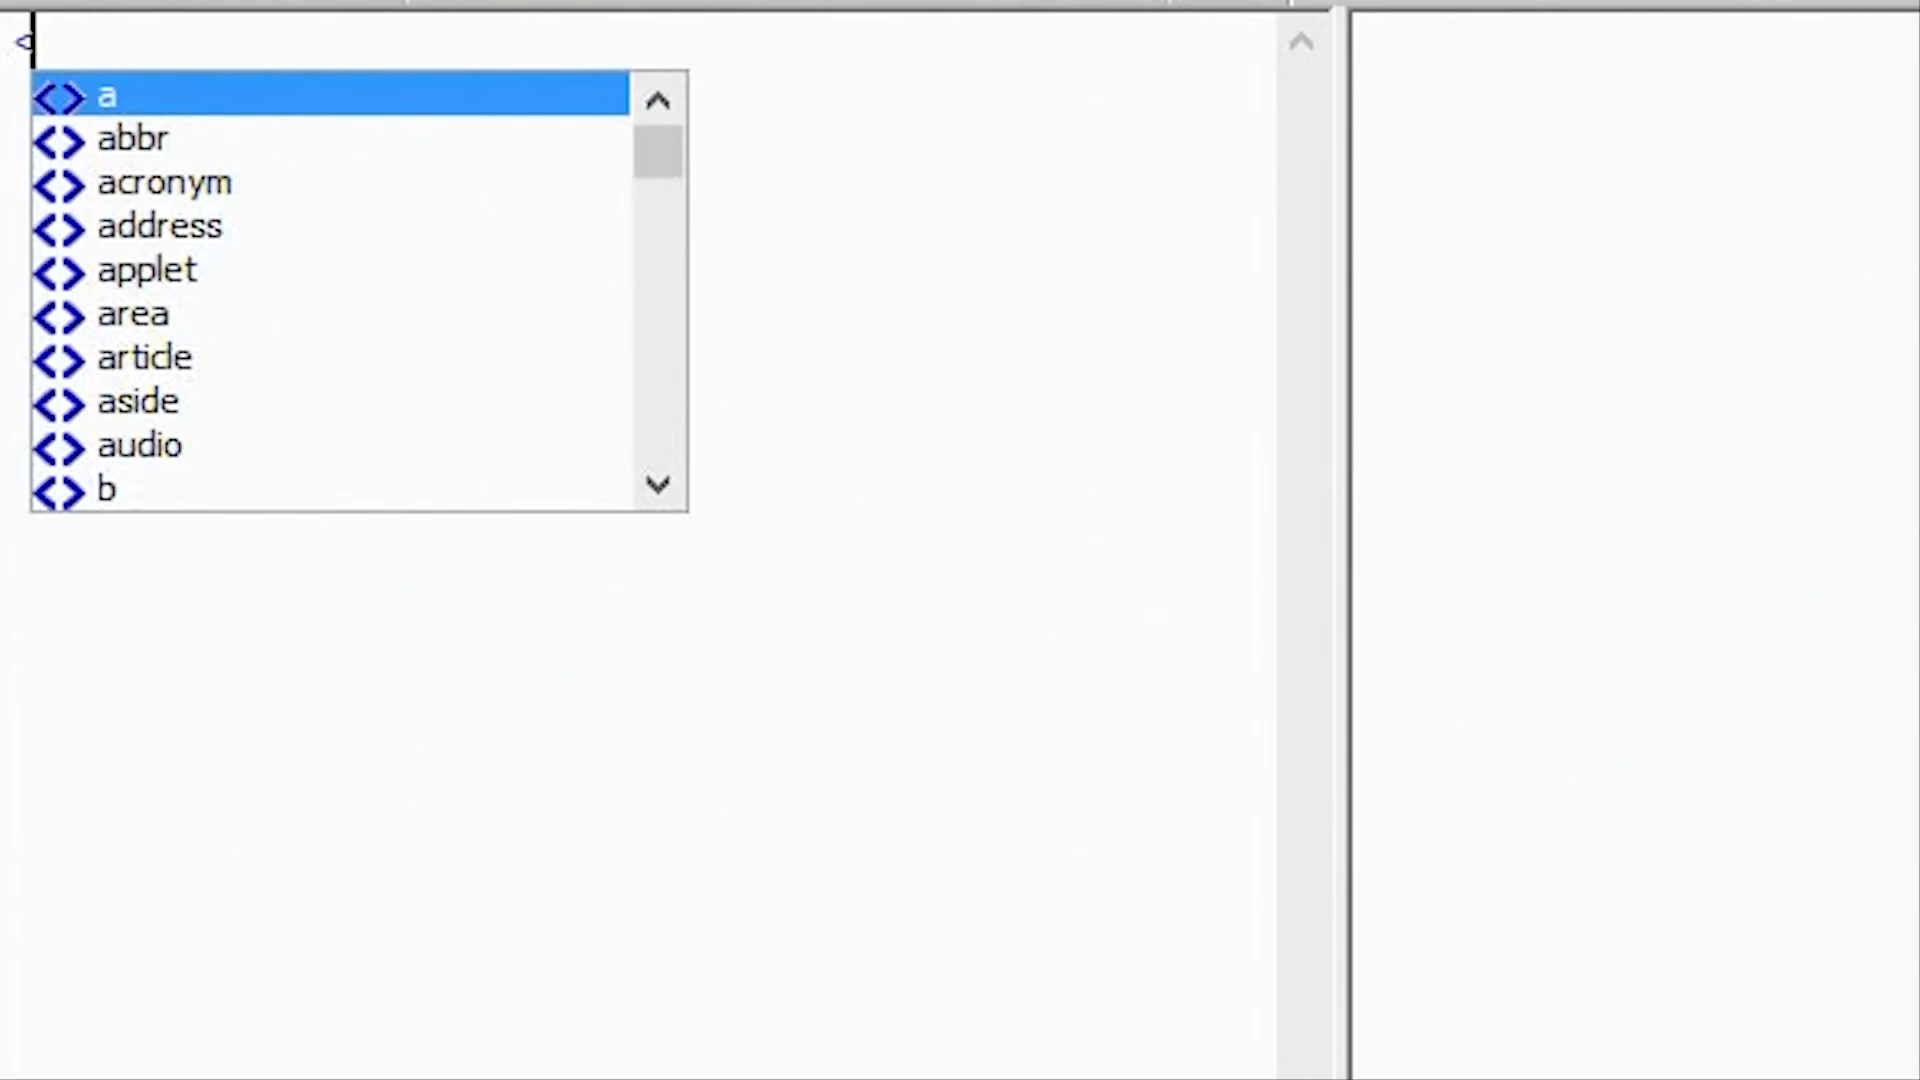 <
a
abbr
acronym
address
applet
area
article
aside
audio
b